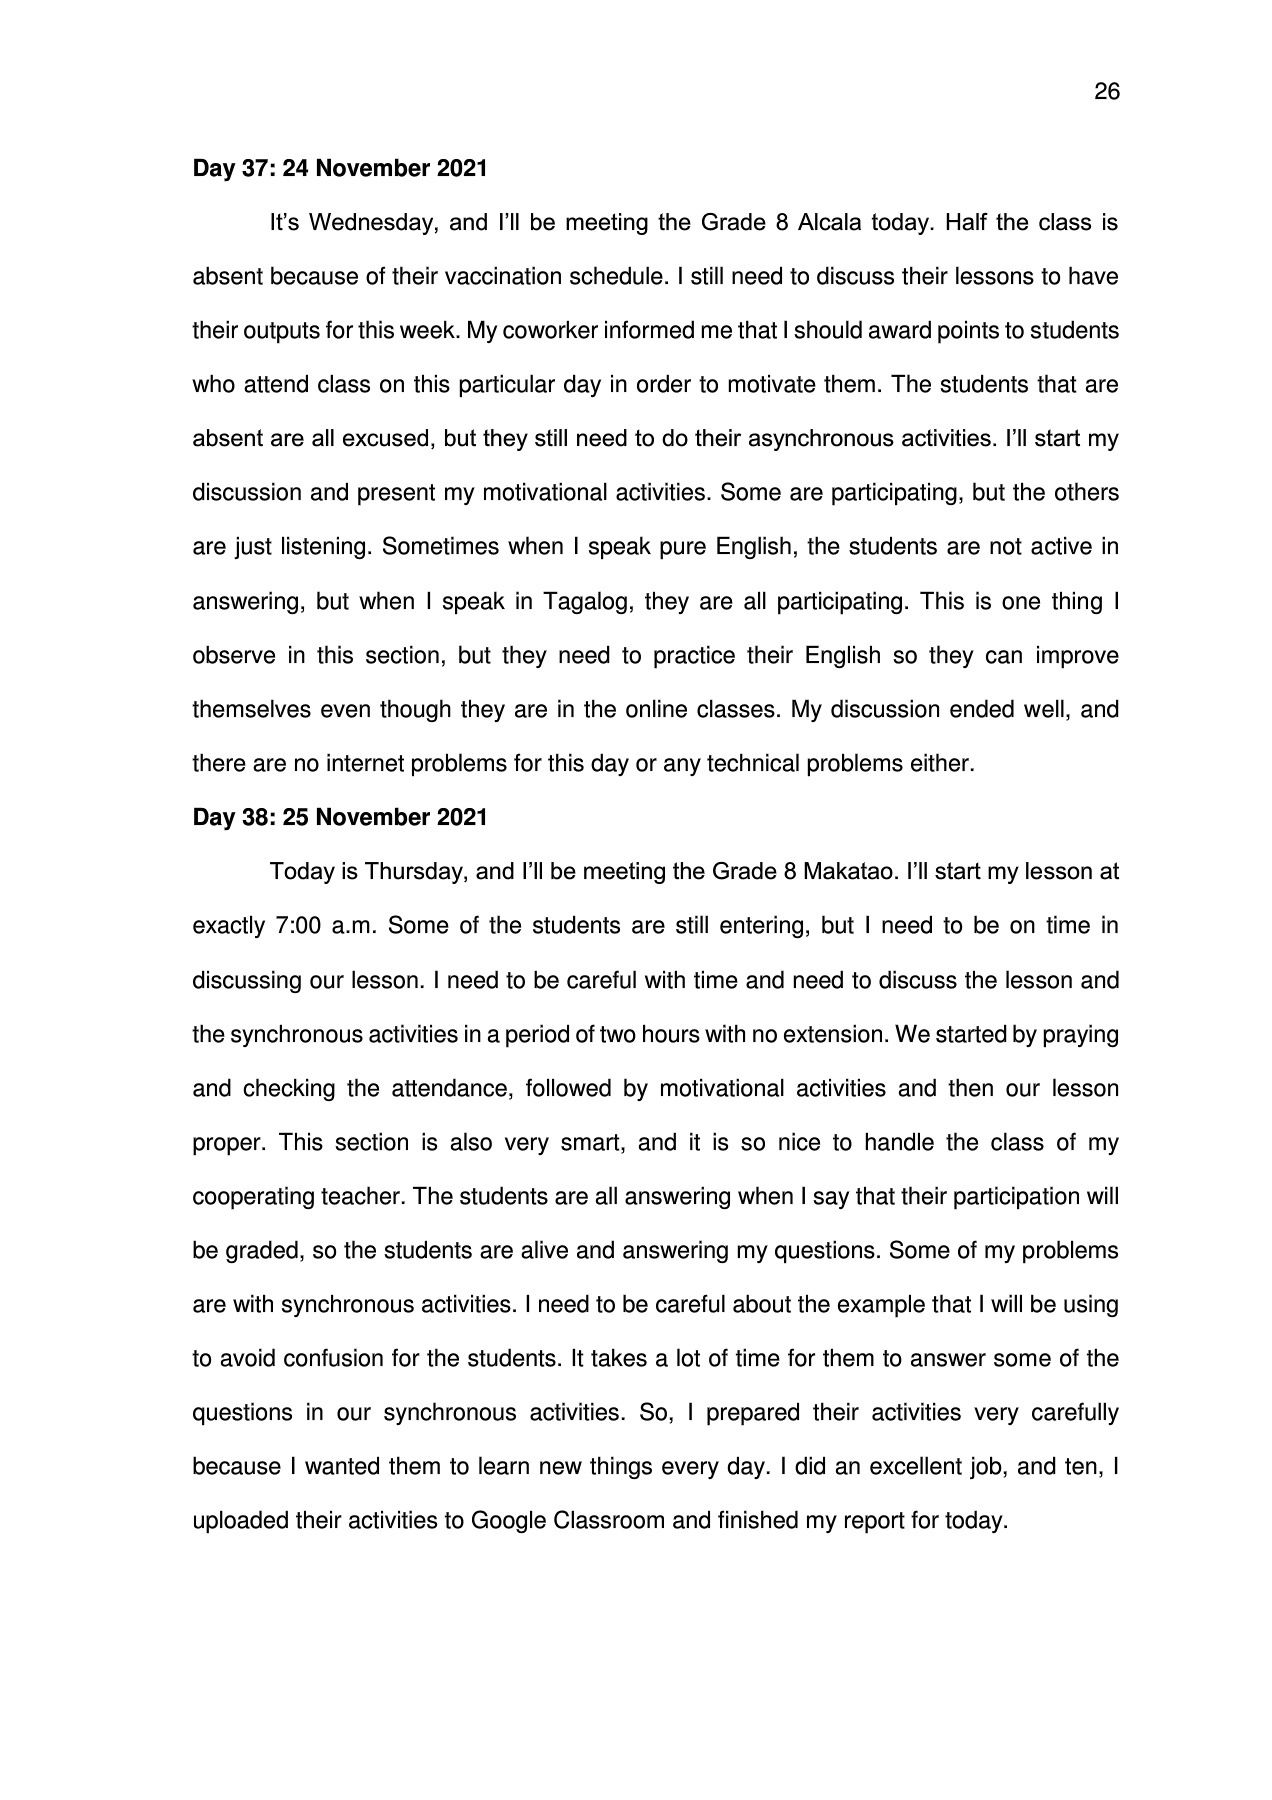 26
Day 37: 24 November 2021
It’s Wednesday, and I’ll be meeting the Grade 8 Alcala today. Half the class is
absent because of their vaccination schedule. I still need to discuss their lessons to have
their outputs for this week. My coworker informed me that I should award points to students
who attend class on this particular day in order to motivate them. The students that are
absent are all excused, but they still need to do their asynchronous activities. I’ll start my
discussion and present my motivational activities. Some are participating, but the others
are just listening. Sometimes when I speak pure English, the students are not active in
answering, but when I speak in Tagalog, they are all participating. This is one thing I
observe in this section, but they need to practice their English so they can improve
themselves even though they are in the online classes. My discussion ended well, and
there are no internet problems for this day or any technical problems either.
Day 38: 25 November 2021
Today is Thursday, and I’ll be meeting the Grade 8 Makatao. I’ll start my lesson at
exactly 7:00 a.m. Some of the students are still entering, but I need to be on time in
discussing our lesson. I need to be careful with time and need to discuss the lesson and
the synchronous activities in a period of two hours with no extension. We started by praying
and checking the attendance, followed by motivational activities and then our lesson
proper. This section is also very smart, and it is so nice to handle the class of my
cooperating teacher. The students are all answering when I say that their participation will
be graded, so the students are alive and answering my questions. Some of my problems
are with synchronous activities. I need to be careful about the example that I will be using
to avoid confusion for the students. It takes a lot of time for them to answer some of the
questions in our synchronous activities. So, I prepared their activities very carefully
because I wanted them to learn new things every day. I did an excellent job, and ten, I
uploaded their activities to Google Classroom and finished my report for today.